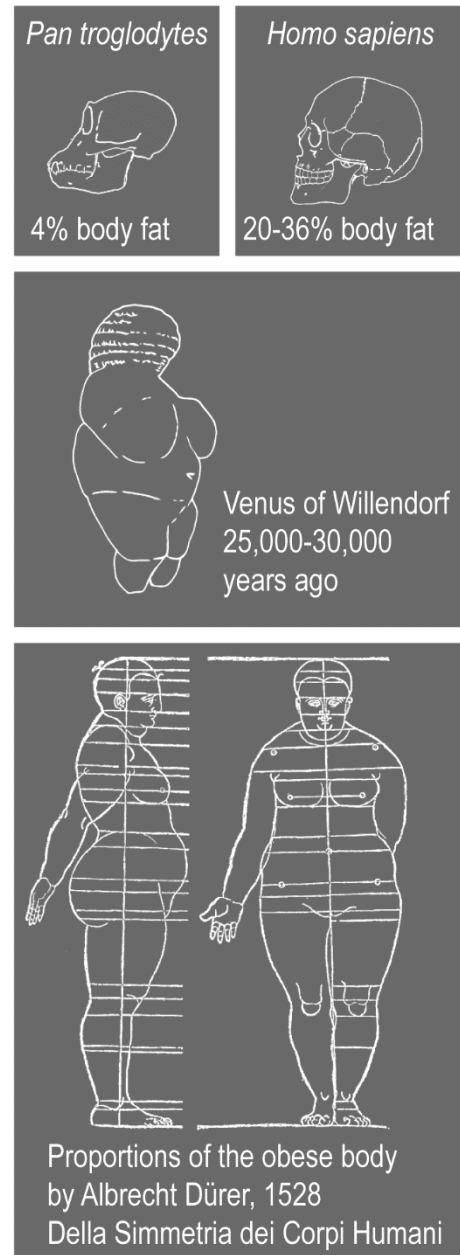 Pan troglodytes
4% body fat
Homo sapiens
20-36% body fat
Venus of Willendorf
25,000-30,000
years ago
Proportions of the obese body
by Albrecht Dürer, 1528
Della Simmetria dei Corpi Humani